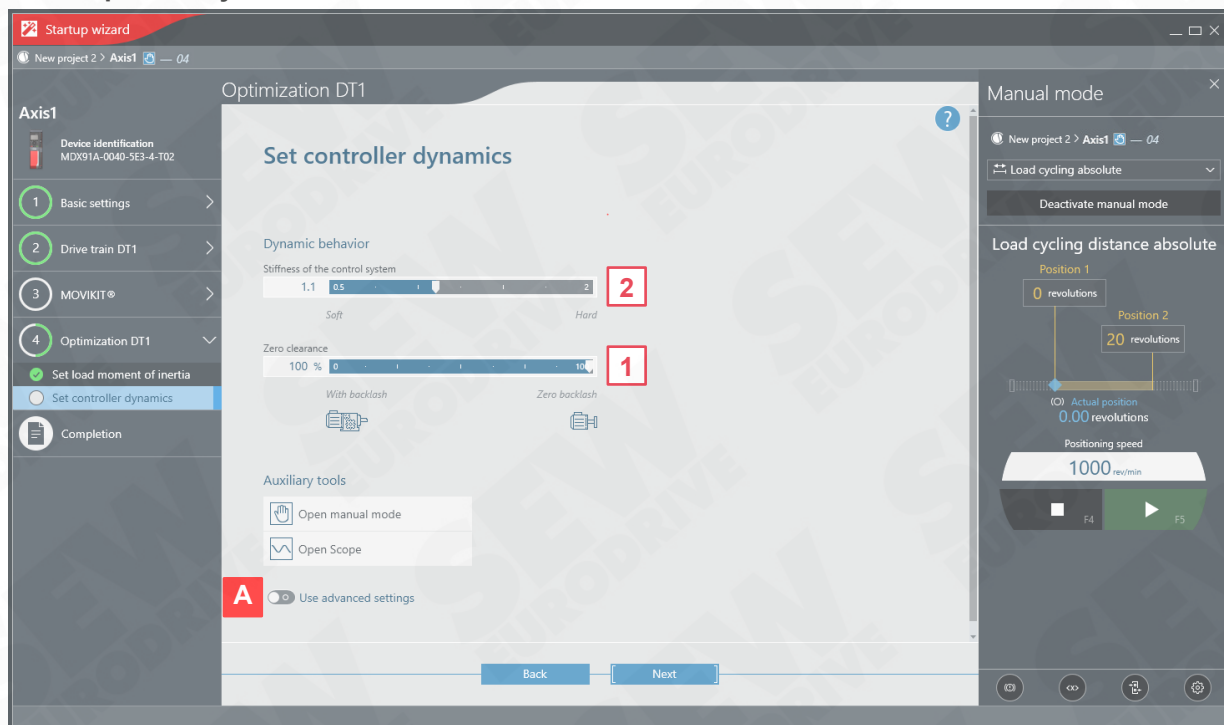 Startup wizard
New project 2 > Axis1 — 04
Axis1
Device identification
MDX91A-0040-5E3-4-T02
1 Basic settings
2 Drive train DT1
3 MOVIKIT®
4 Optimization DT1
Set load moment of inertia
Set controller dynamics
Completion
Optimization DT1
?
Set controller dynamics
Dynamic behavior
Stiffness of the control system
1.1 0.5 2
2
Soft Hard
Zero clearance
100 % 0
1
With backlash Zero backlash
Auxiliary tools
Open manual mode
Open Scope
A
Use advanced settings
Back Next
Manual mode
New project 2 > Axis1 — 04
Load cycling absolute
Deactivate manual mode
Load cycling distance absolute
Position 1
0 revolutions
Position 2
20 revolutions
Actual position
0.00 revolutions
Positioning speed
1000 rev/min
F4 F5
SEW
EURODRIVE